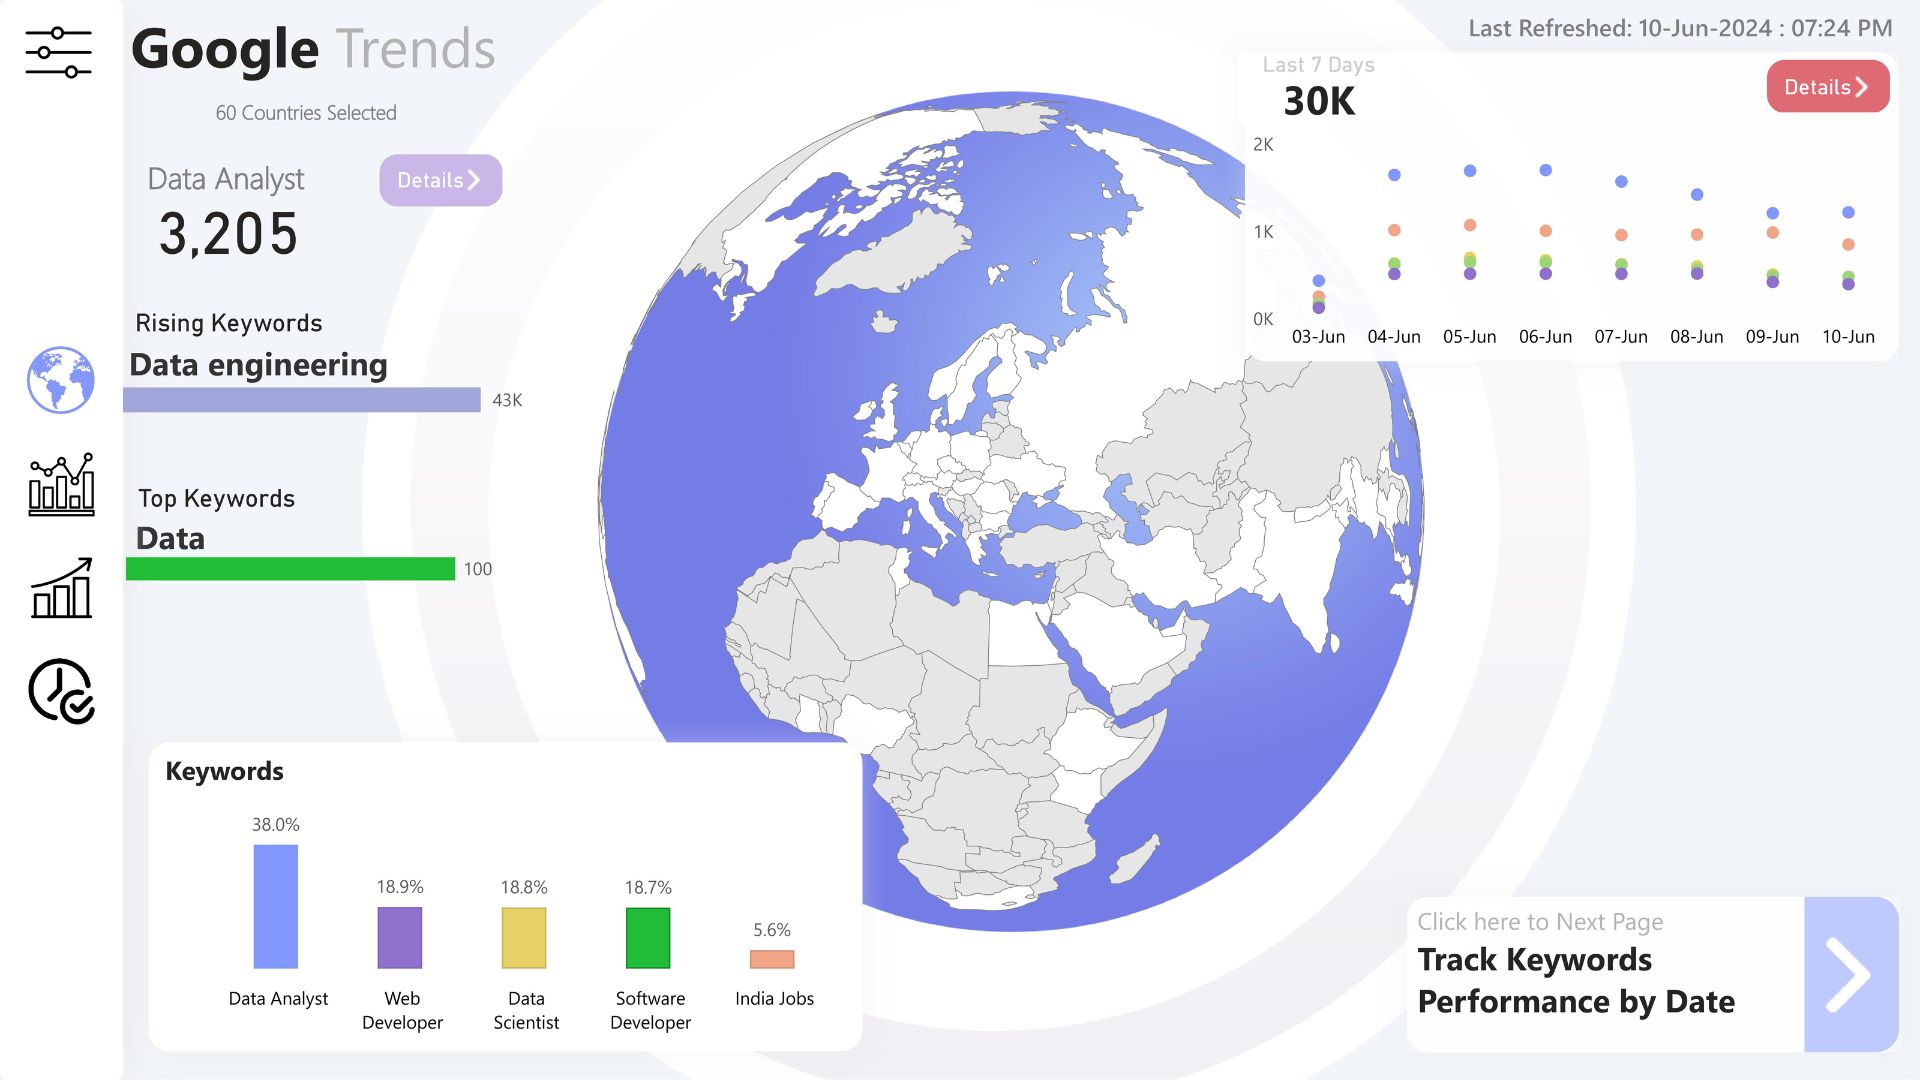 Google Trends
60 Countries Selected
Data Analyst
Details
3,205
Rising Keywords
Data engineering
43K
Top Keywords
Data
100
Last Refreshed: 10-Jun-2024 : 07:24 PM
Last 7 Days
30K
Details
2K
1K
0K
03-Jun 04-Jun 05-Jun 06-Jun 07-Jun 08-Jun 09-Jun 10-Jun
Keywords
38.0%
18.9%
18.8%
18.7%
5.6%
Data Analyst
Web Developer
Data Scientist
Software Developer
India Jobs
Click here to Next Page
Track Keywords
Performance by Date